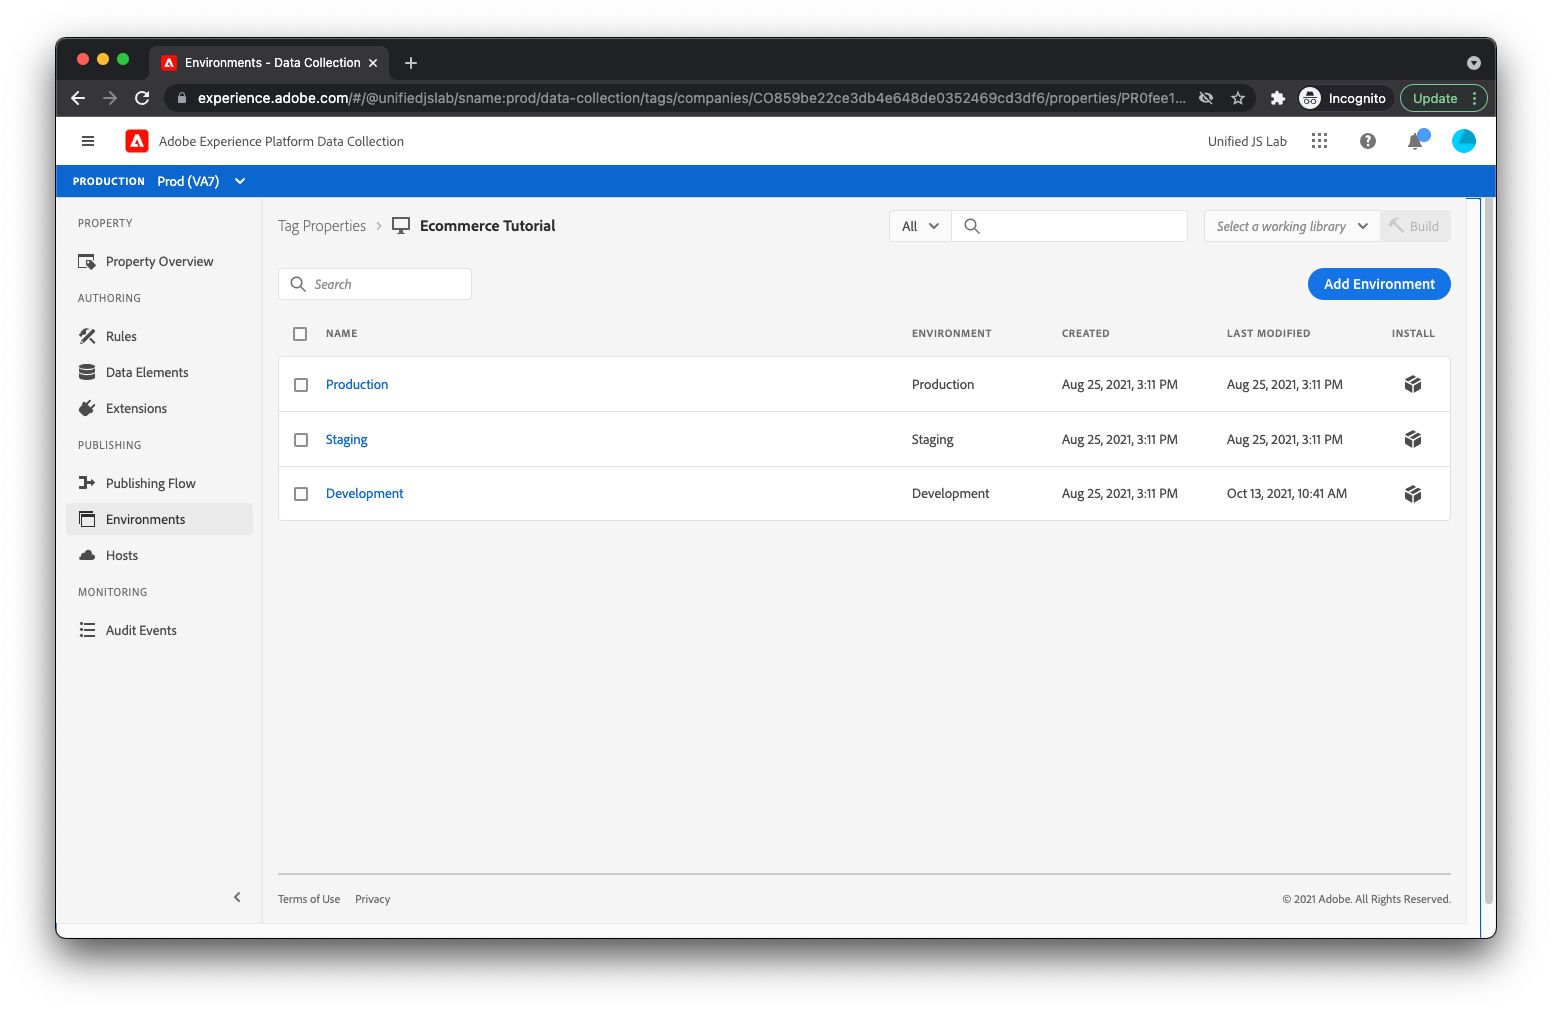 Environments - Data Collection
experience.adobe.com/#/@unifiedjslab/sname:prod/data-collection/tags/companies/CO859be22ce3db4e648de0352469cd3df6/properties/PR0fee1...
Incognito
Update
Adobe Experience Platform Data Collection
Unified JS Lab
PRODUCTION Prod (VA7)
PROPERTY
Property Overview
AUTHORING
Rules
Data Elements
Extensions
PUBLISHING
Publishing Flow
Environments
Hosts
MONITORING
Audit Events
Tag Properties > Ecommerce Tutorial
All
Select a working library
Build
Search
Add Environment
NAME ENVIRONMENT CREATED LAST MODIFIED INSTALL
Production Production Aug 25, 2021, 3:11 PM Aug 25, 2021, 3:11 PM
Staging Staging Aug 25, 2021, 3:11 PM Aug 25, 2021, 3:11 PM
Development Development Aug 25, 2021, 3:11 PM Oct 13, 2021, 10:41 AM
Terms of Use Privacy © 2021 Adobe. All Rights Reserved.